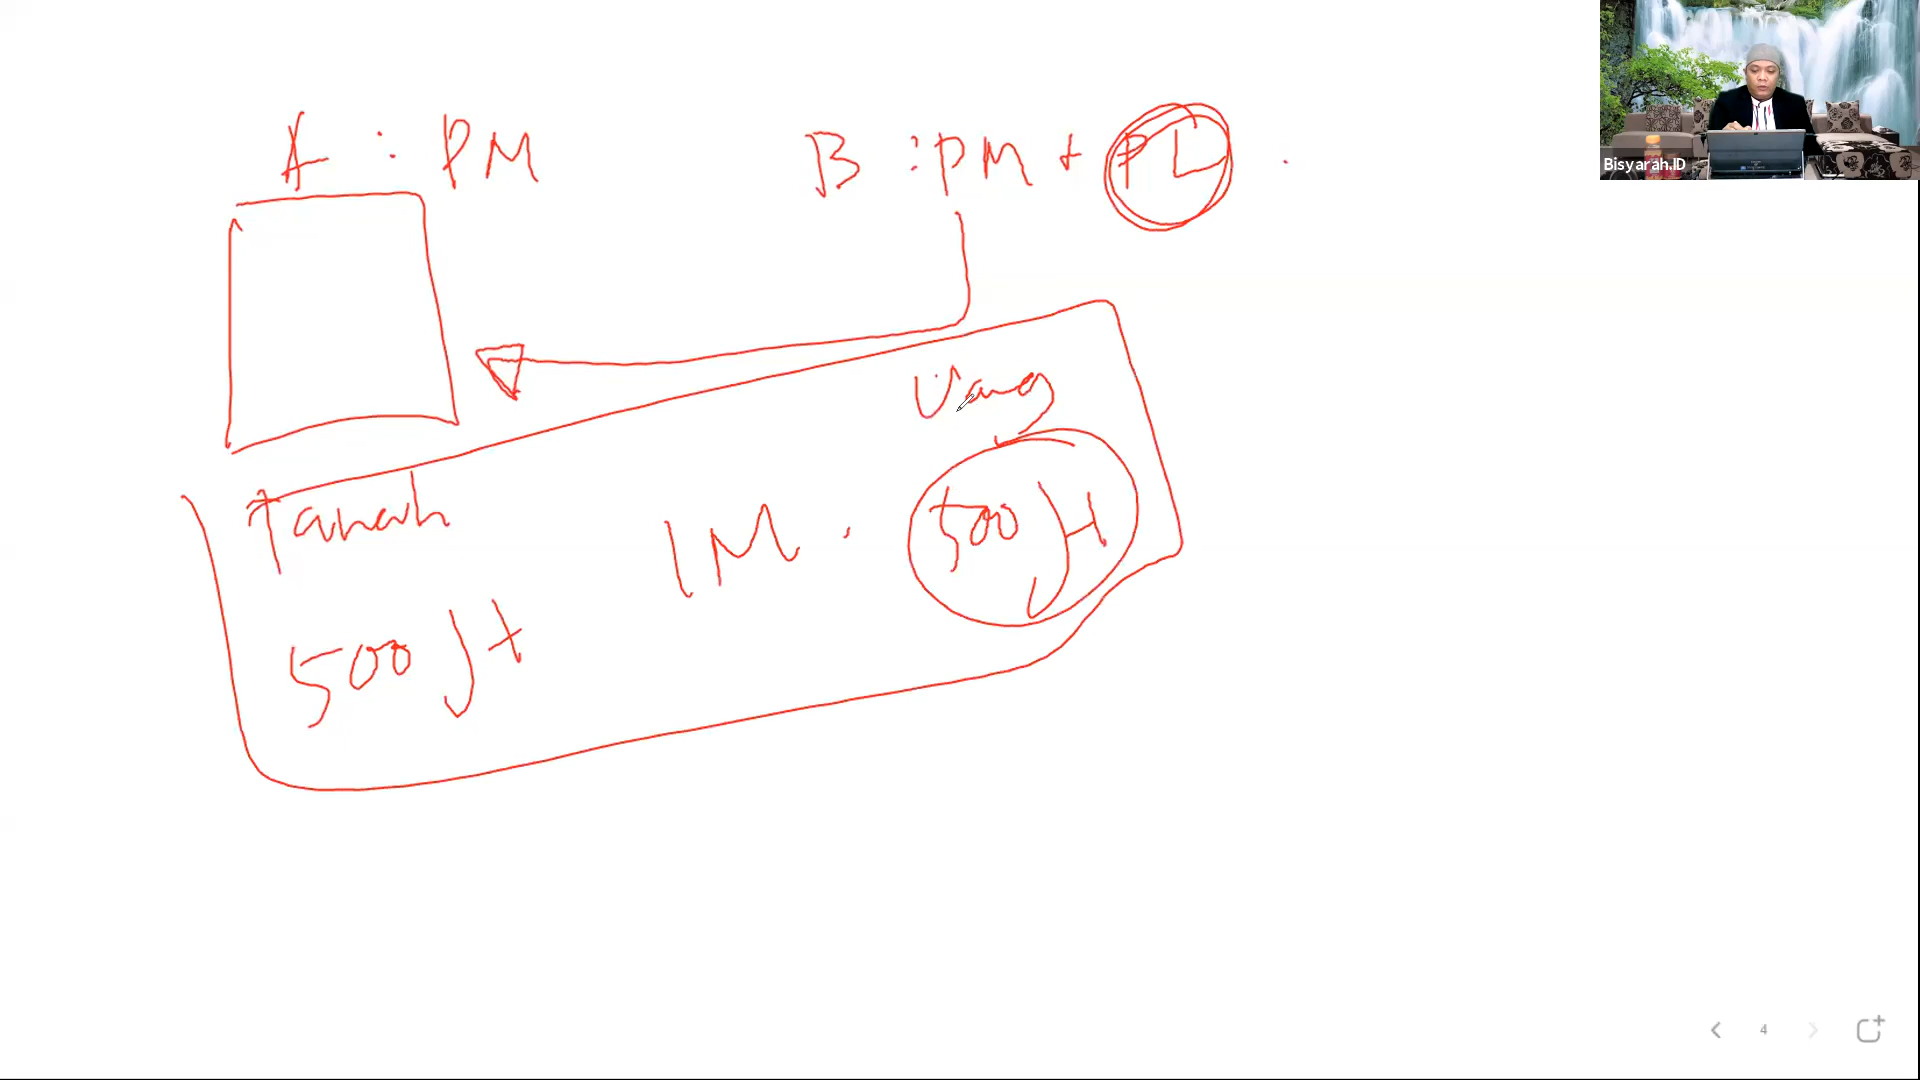 A : PM
B : PM + PL
Bisyarah.ID
Uang
Tanah
1M
500 Jt
500 Jt
4